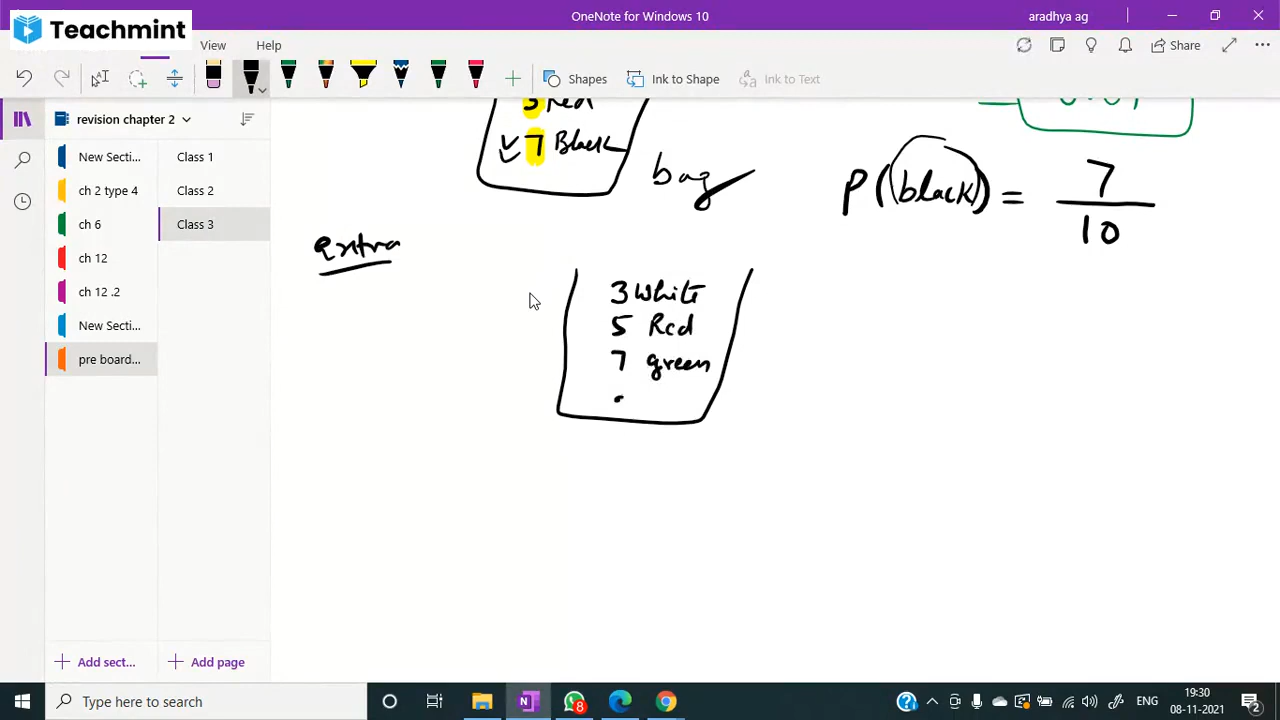 Teachmint
OneNote for Windows 10
aradhya ag
View
Help
Share
Shapes
Ink to Shape
Ink to Text
revision chapter 2
New Secti...
ch 2 type 4
ch 6
ch 12
ch 12 .2
New Secti...
pre board...
Add sect...
Class 1
Class 2
Class 3
Add page
3 Red
7 Black
bag
P(black) = 7/10
extra
3 White
5 Red
7 green
Type here to search
8
ENG
19:30
08-11-2021
2